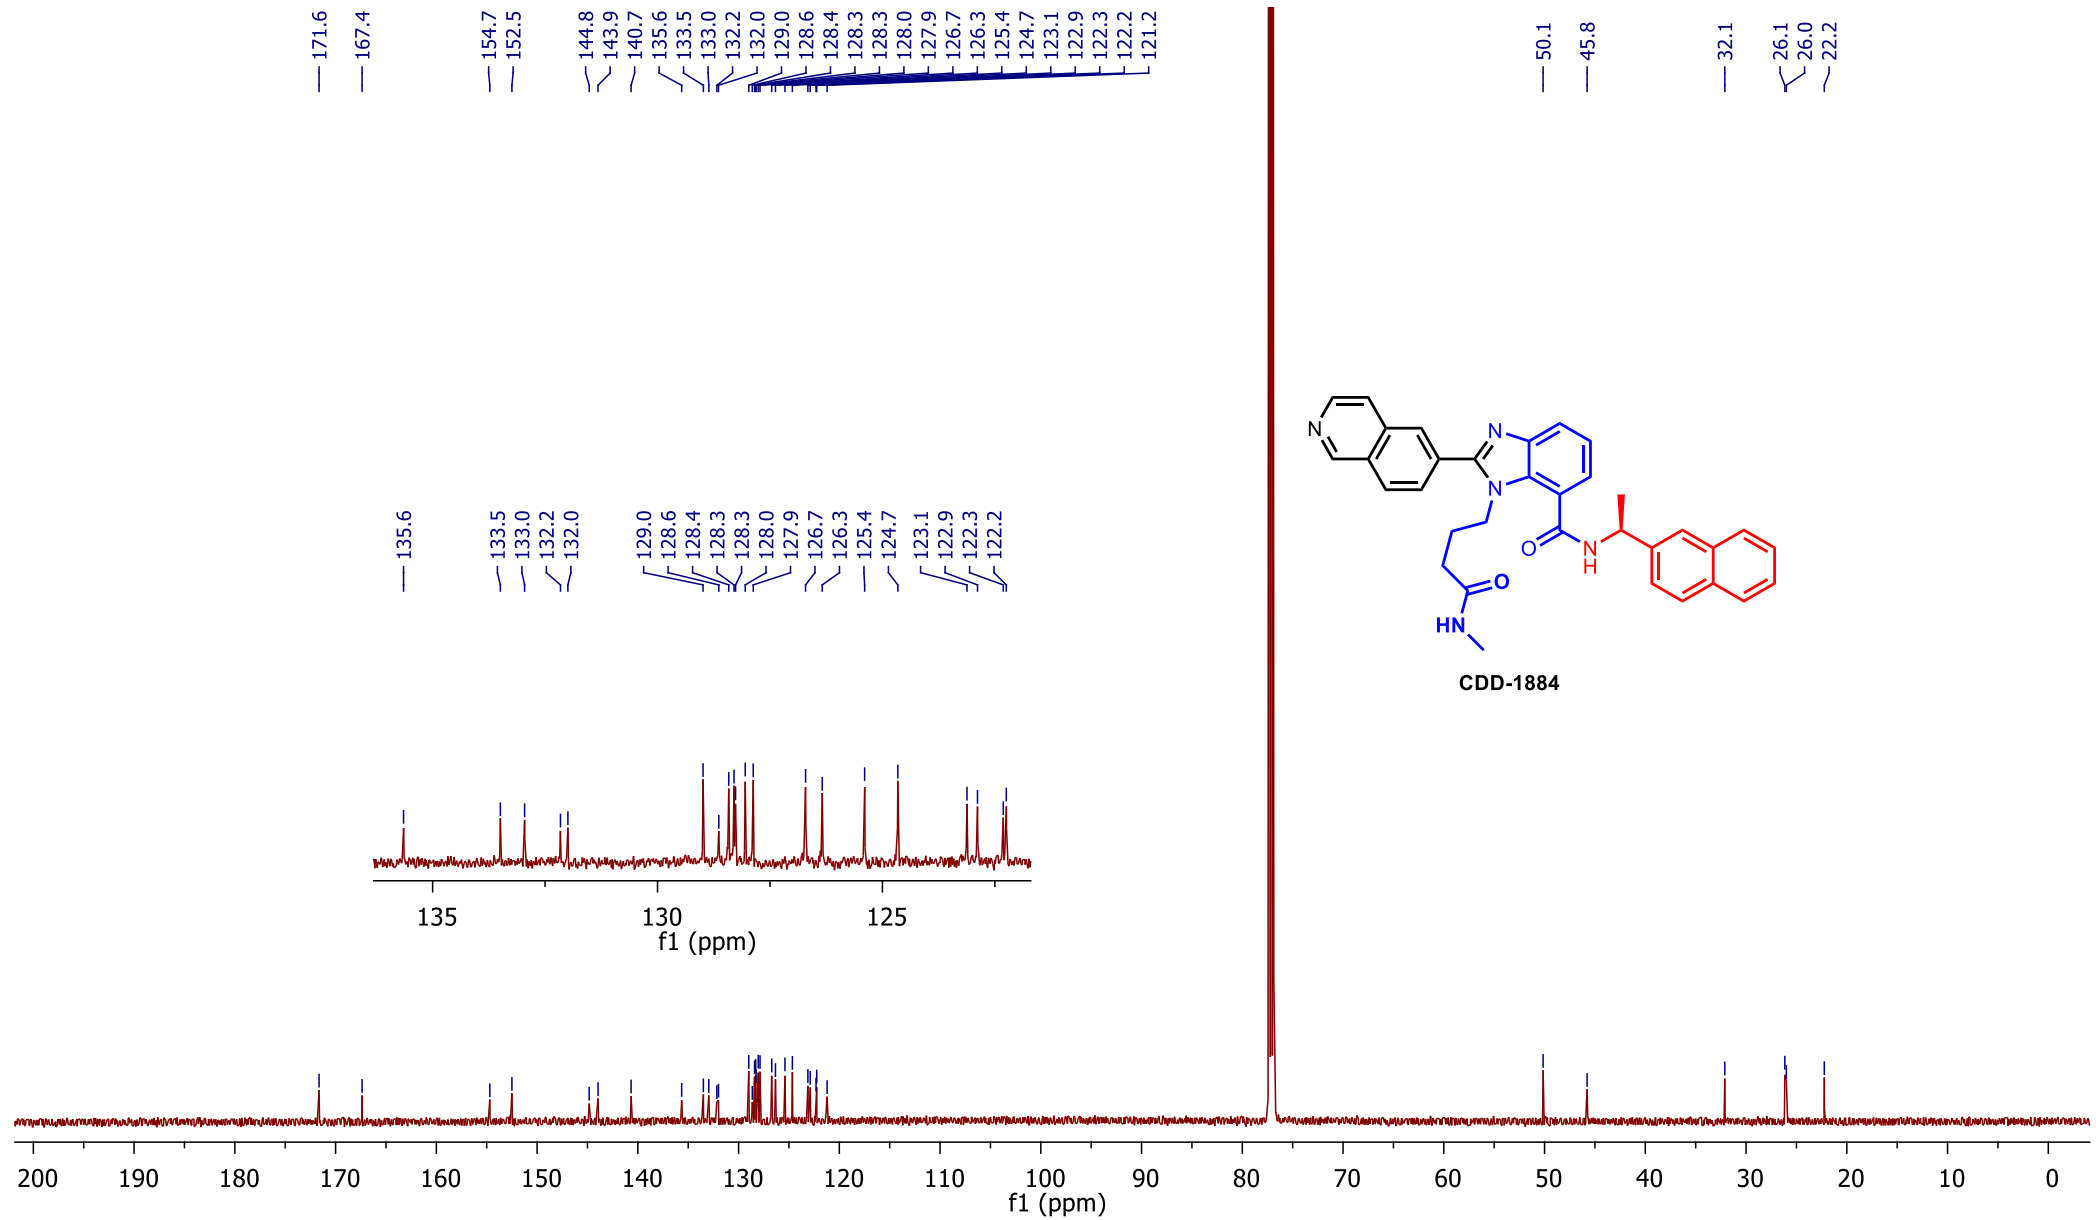 171.6 167.4 154.7 152.5 144.8 143.9 140.7 135.6 133.5 133.0 132.2 132.0 129.0 128.6 128.4 128.3 128.3 128.0 127.9 126.7 126.3 125.4 124.7 123.1 122.9 122.3 122.2 121.2 50.1 45.8 32.1 26.1 26.0 22.2
N
N
N
O
N
H
O
HN
CDD-1884
135.6 133.5 133.0 132.2 132.0 129.0 128.6 128.4 128.3 128.3 128.0 127.9 126.7 126.3 125.4 124.7 123.1 122.9 122.3 122.2
135 130 125
f1 (ppm)
200 190 180 170 160 150 140 130 120 110 100 90 80 70 60 50 40 30 20 10 0
f1 (ppm)